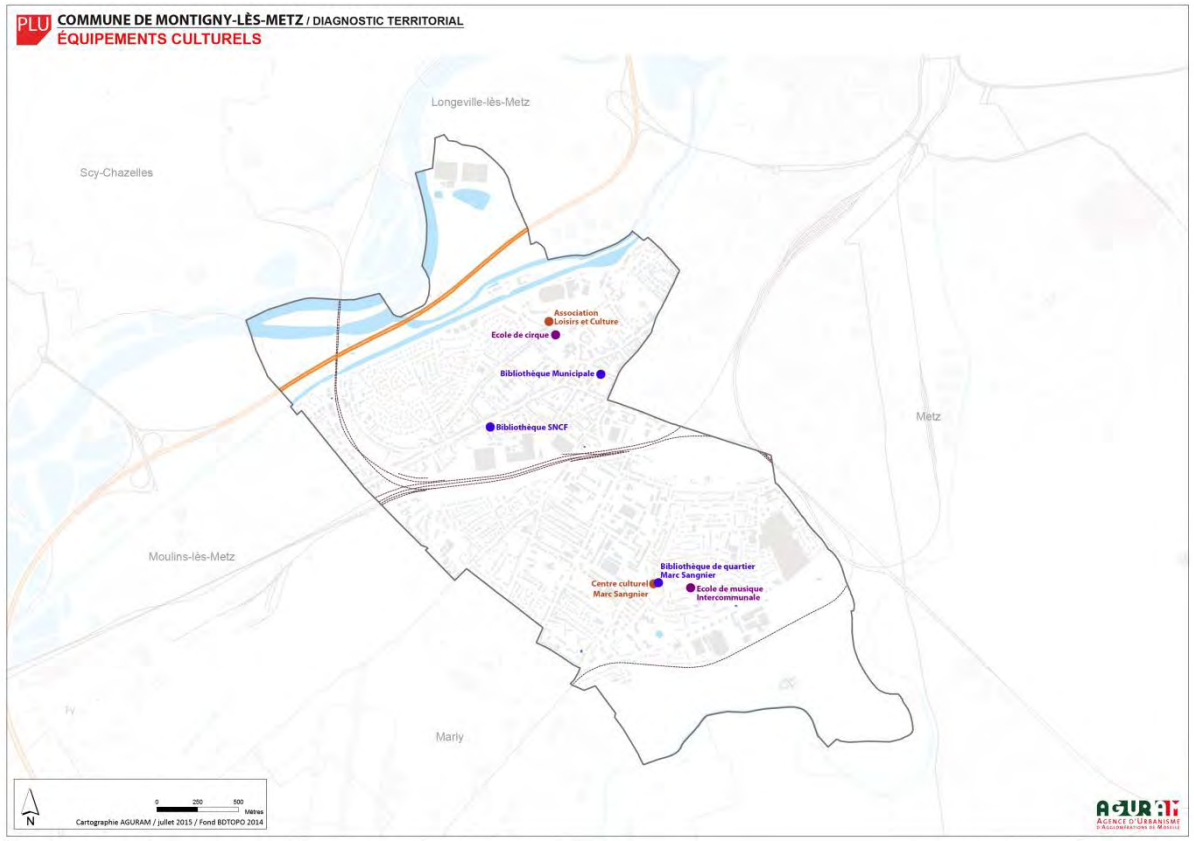 PLU
COMMUNE DE MONTIGNY-LÈS-METZ / DIAGNOSTIC TERRITORIAL
ÉQUIPEMENTS CULTURELS
Longeville-lès-Metz
Scy-Chazelles
Association
Loisirs et Culture
Ecole de cirque
Bibliothèque Municipale
Metz
Bibliothèque SNCF
Moulins-lès-Metz
Bibliothèque de quartier
Marc Sangnier
Centre culturel
Marc Sangnier
Ecole de musique
Intercommunale
Marly
0 250 500
Mètres
N
Cartographie AGURAM / juillet 2015 / Fond BDTOPO 2014
AGURAM
AGENCE D'URBANISME
D'AGGLOMÉRATIONS DE MOSELLE